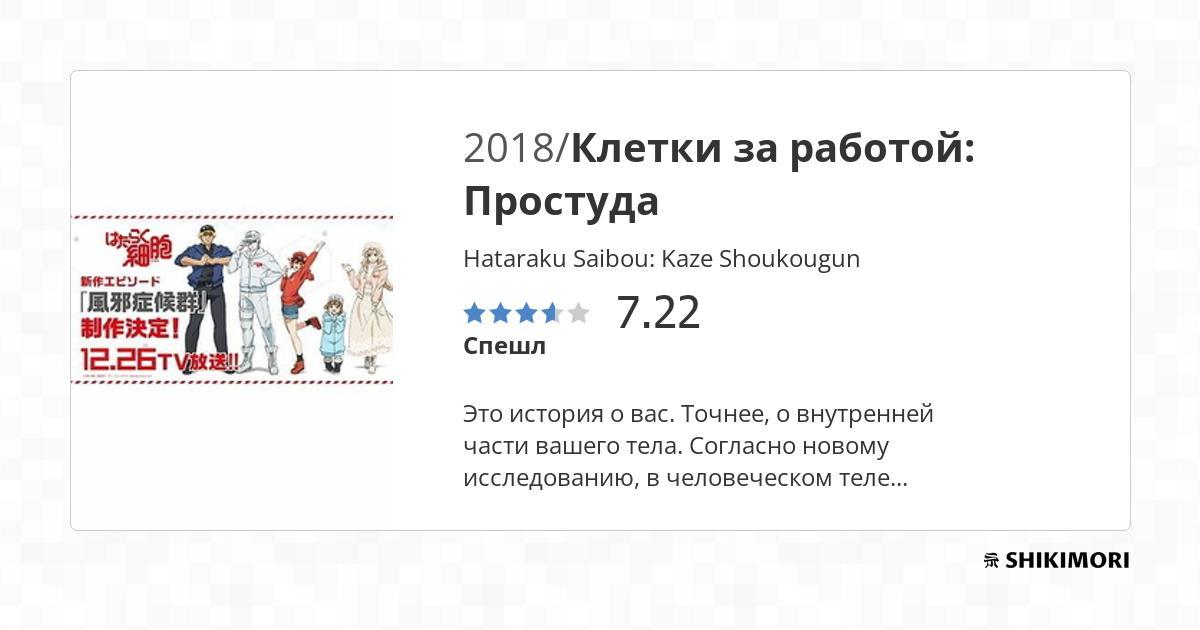 2018/Клетки за работой:
Простуда
Hataraku Saibou: Kaze Shoukougun
7.22
Спешл
Это история о вас. Точнее, о внутренней
части вашего тела. Согласно новому
исследованию, в человеческом теле...
はたらく
細胞
新作エピソード
「風邪症候群」
制作決定!
12.26TV放送!!
SHIKIMORI